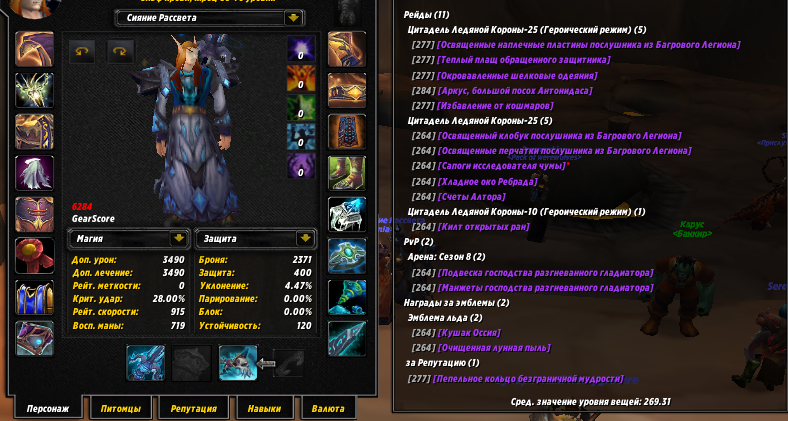 Сияние Рассвета
0
0
0
0
0
6284
GearScore
Магия
Защита
Доп. урон: 3490
Доп. лечение: 3490
Рейт. меткости: 0
Крит. удар: 28.00%
Рейт. скорости: 915
Восп. маны: 719
Броня: 2371
Защита: 400
Уклонение: 4.47%
Парирование: 0.00%
Блок: 0.00%
Устойчивость: 120
Персонаж
Питомцы
Репутация
Навыки
Валюта
Рейды (11)
Цитадель Ледяной Короны-25 (Героический режим) (5)
[277] [Освященные наплечные пластины послушника из Багрового Легиона]
[277] [Теплый плащ обращенного защитника]
[277] [Окровавленные шелковые одеяния]
[284] [Аркус, большой посох Антонидаса]
[277] [Избавление от кошмаров]
Цитадель Ледяной Короны-25 (5)
[264] [Освященный клобук послушника из Багрового Легиона]
[264] [Освященные перчатки послушника из Багрового Легиона]
[264] [Сапоги исследователя чумы]*
[264] [Хладное око Ребрада]
[264] [Счеты Алтора]
Цитадель Ледяной Короны-10 (Героический режим) (1)
[264] [Килт открытых ран]
PvP (2)
Арена: Сезон 8 (2)
[264] [Подвеска господства разгневанного гладиатора]
[264] [Манжеты господства разгневанного гладиатора]
Награды за эмблемы (2)
Эмблема льда (2)
[264] [Кушак Оссия]
[264] [Очищенная лунная пыль]
за Репутацию (1)
[277] [Пепельное кольцо безграничной мудрости]
Сред. значение уровня вещей: 269.31
Карус
<Банкир>